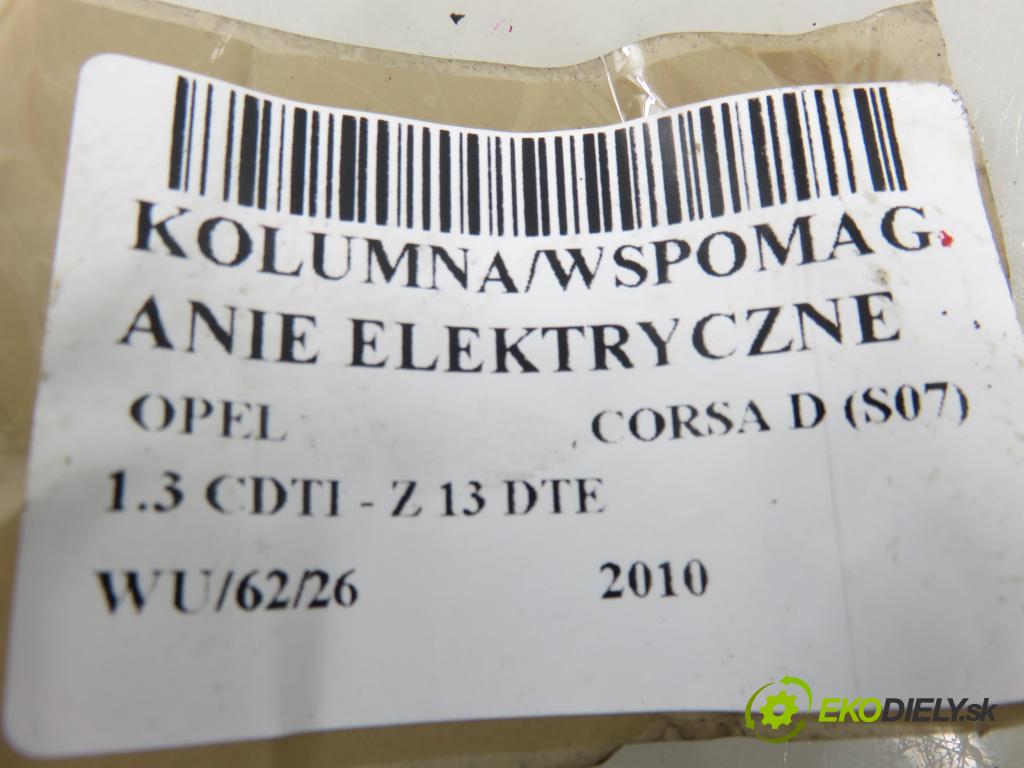 KOLUMNA/WSPOMAG
ANIE ELEKTRYCZNE
OPEL CORSA D (S07)
1.3 CDTI - Z 13 DTE
WU/62/26 2010
EKODIELY.sk